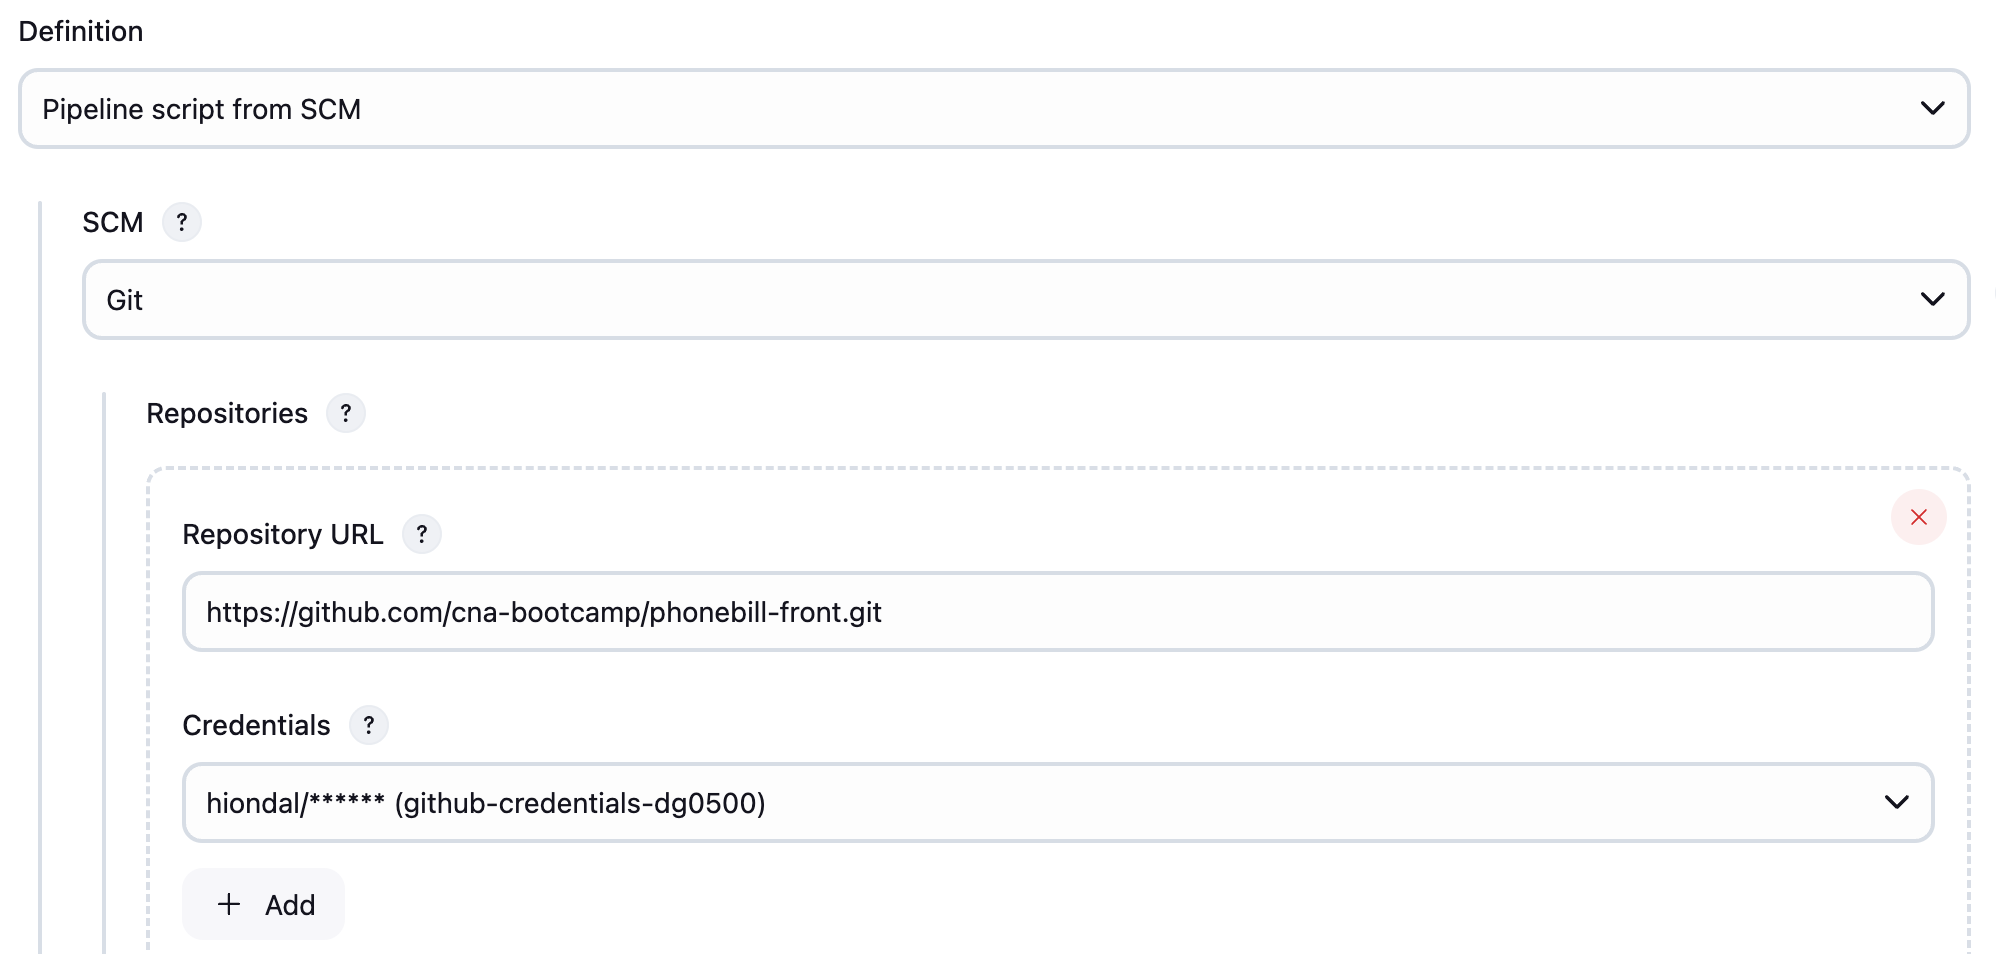 Definition
Pipeline script from SCM
SCM ?
Git
Repositories ?
Repository URL ?
https://github.com/cna-bootcamp/phonebill-front.git
Credentials ?
hiondal/****** (github-credentials-dg0500)
+ Add